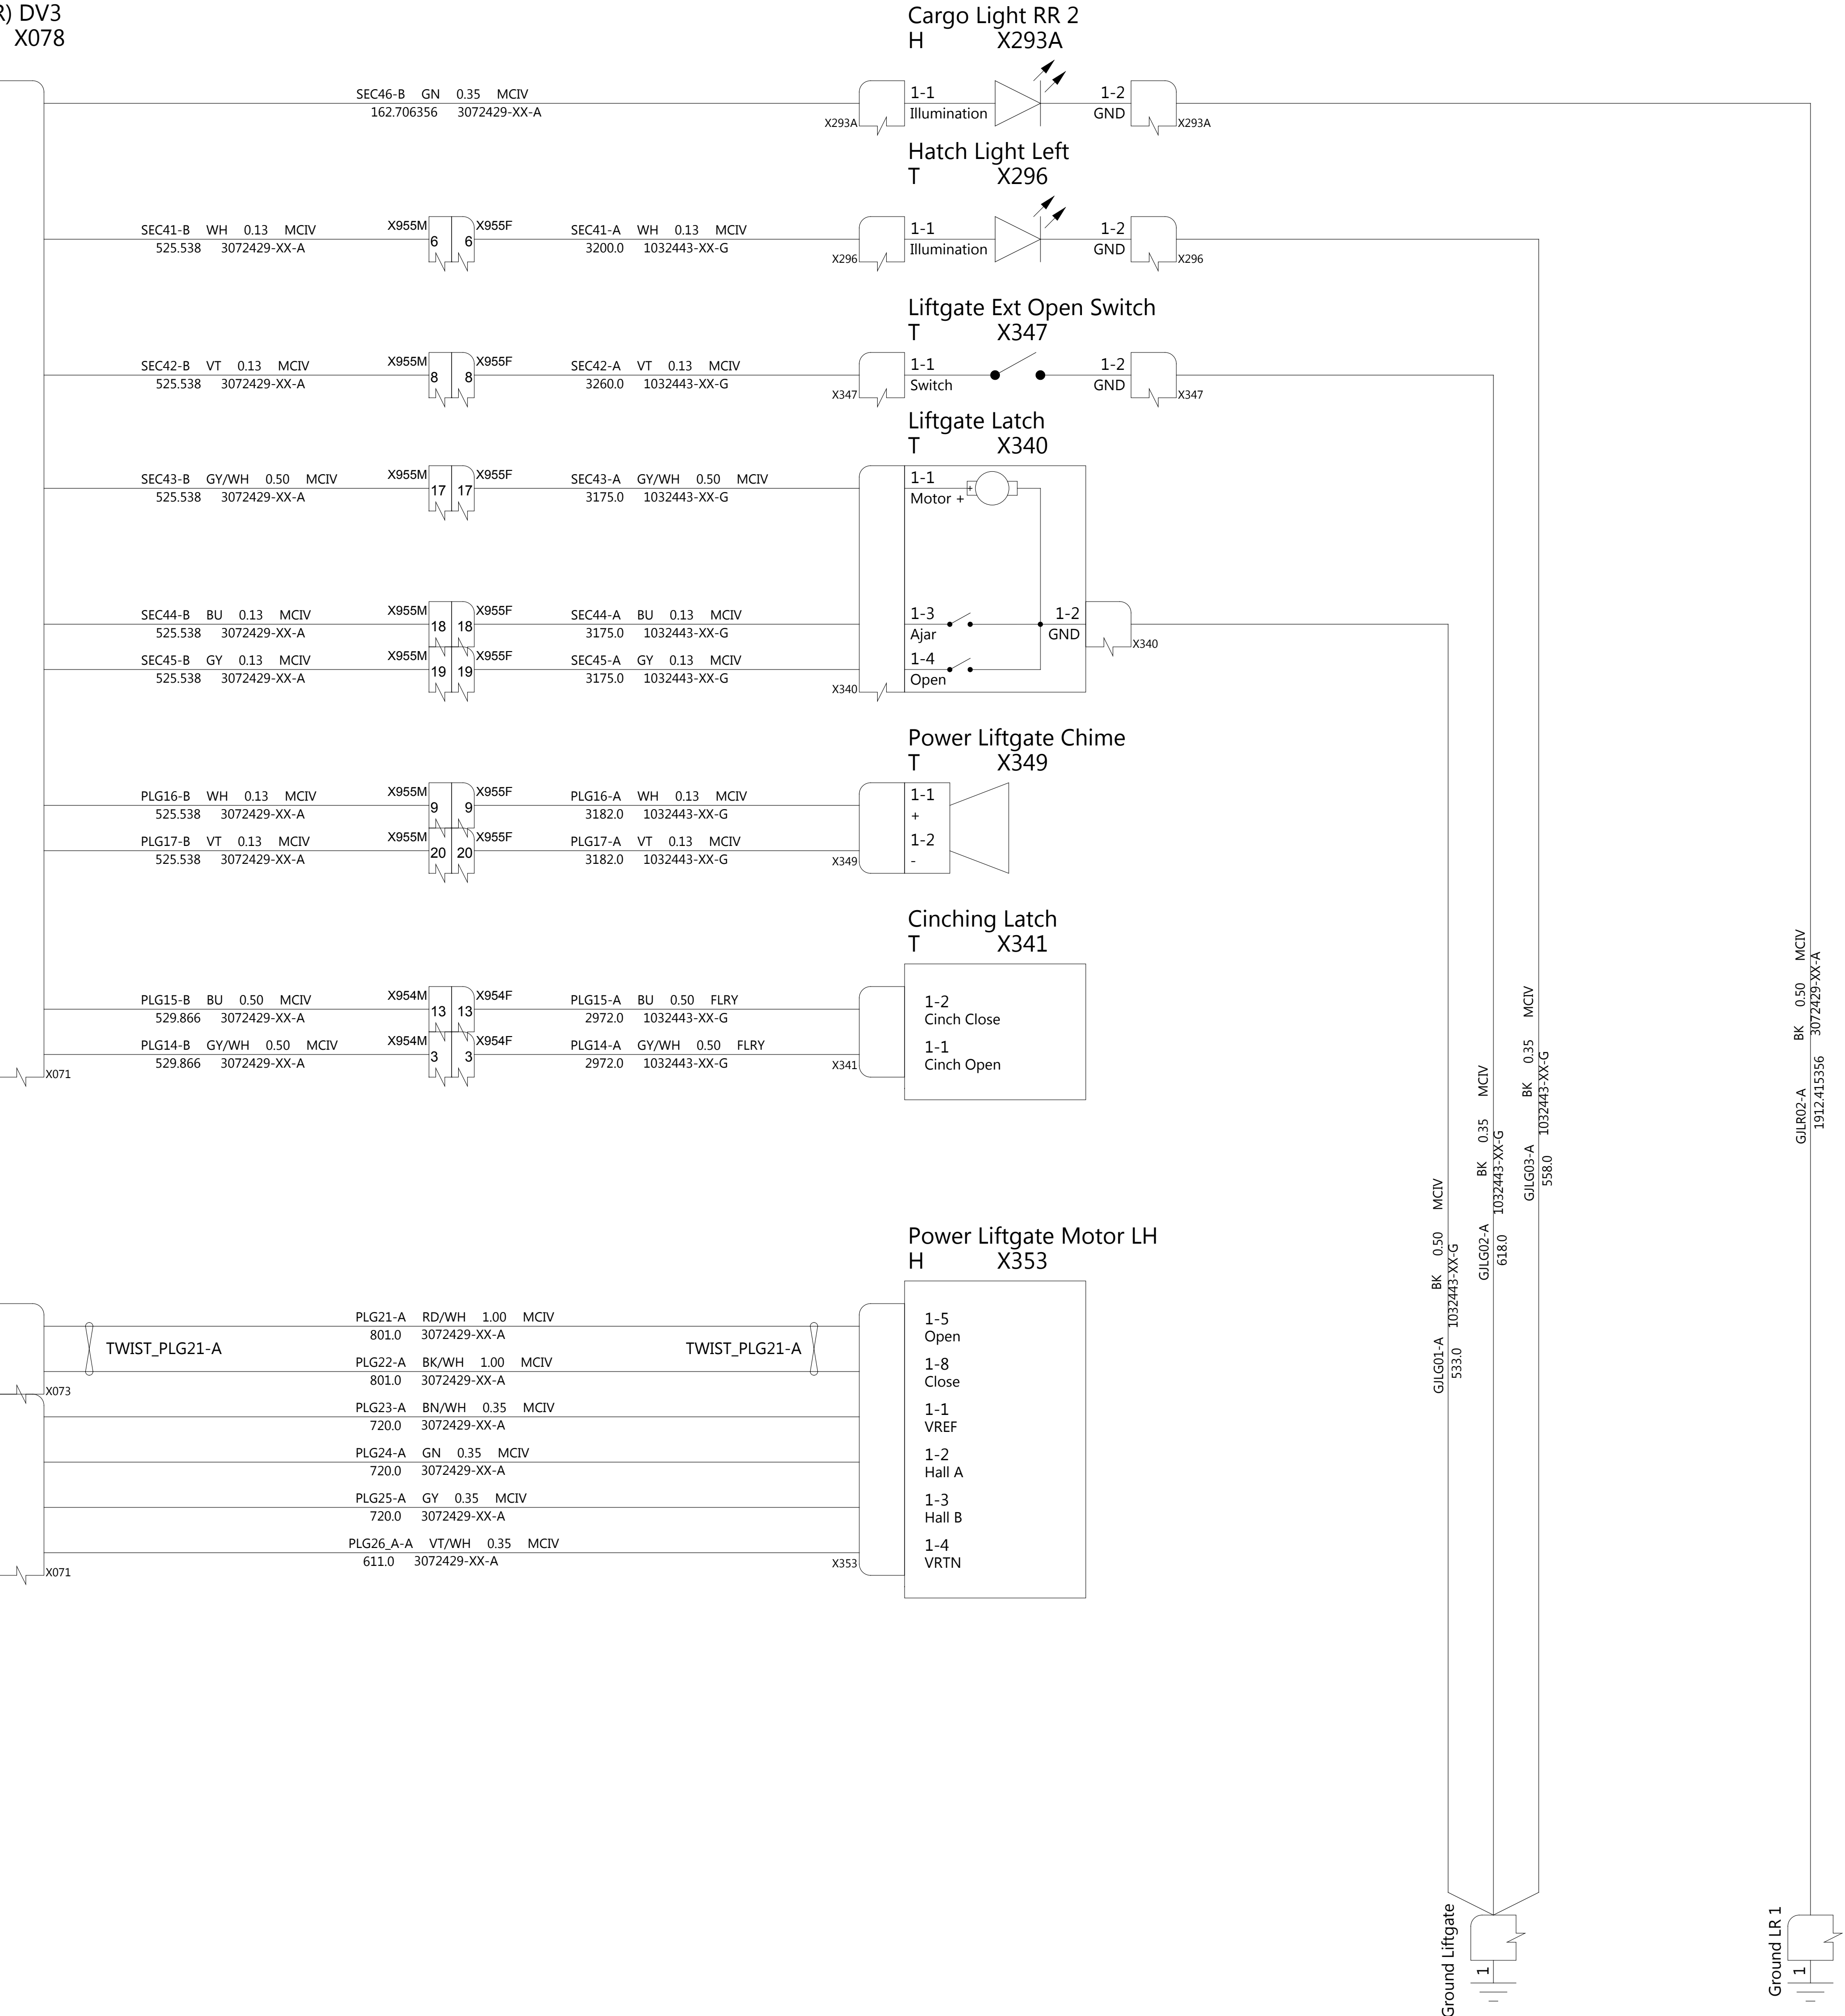 R) DV3
X078
Cargo Light RR 2
H X293A
SEC46-B GN 0.35 MCIV
162.706356 3072429-XX-A
X293A
1-1
Illumination
1-2
GND
X293A
Hatch Light Left
T X296
SEC41-B WH 0.13 MCIV
525.538 3072429-XX-A
X955M
6
6
X955F
SEC41-A WH 0.13 MCIV
3200.0 1032443-XX-G
X296
1-1
Illumination
1-2
GND
X296
Liftgate Ext Open Switch
T X347
SEC42-B VT 0.13 MCIV
525.538 3072429-XX-A
X955M
8
8
X955F
SEC42-A VT 0.13 MCIV
3260.0 1032443-XX-G
X347
1-1
Switch
1-2
GND
X347
Liftgate Latch
T X340
SEC43-B GY/WH 0.50 MCIV
525.538 3072429-XX-A
X955M
17
17
X955F
SEC43-A GY/WH 0.50 MCIV
3175.0 1032443-XX-G
1-1
Motor +
+
SEC44-B BU 0.13 MCIV
525.538 3072429-XX-A
X955M
18
18
X955F
SEC44-A BU 0.13 MCIV
3175.0 1032443-XX-G
1-3
Ajar
1-2
GND
X340
SEC45-B GY 0.13 MCIV
525.538 3072429-XX-A
X955M
19
19
X955F
SEC45-A GY 0.13 MCIV
3175.0 1032443-XX-G
X340
1-4
Open
Power Liftgate Chime
T X349
PLG16-B WH 0.13 MCIV
525.538 3072429-XX-A
X955M
9
9
X955F
PLG16-A WH 0.13 MCIV
3182.0 1032443-XX-G
1-1
+
PLG17-B VT 0.13 MCIV
525.538 3072429-XX-A
X955M
20
20
X955F
PLG17-A VT 0.13 MCIV
3182.0 1032443-XX-G
X349
1-2
-
Cinching Latch
T X341
PLG15-B BU 0.50 MCIV
529.866 3072429-XX-A
X954M
13
13
X954F
PLG15-A BU 0.50 FLRY
2972.0 1032443-XX-G
1-2
Cinch Close
PLG14-B GY/WH 0.50 MCIV
529.866 3072429-XX-A
X954M
3
3
X954F
PLG14-A GY/WH 0.50 FLRY
2972.0 1032443-XX-G
X341
1-1
Cinch Open
X071
Power Liftgate Motor LH
H X353
PLG21-A RD/WH 1.00 MCIV
801.0 3072429-XX-A
1-5
Open
TWIST_PLG21-A
TWIST_PLG21-A
PLG22-A BK/WH 1.00 MCIV
801.0 3072429-XX-A
1-8
Close
X073
PLG23-A BN/WH 0.35 MCIV
720.0 3072429-XX-A
1-1
VREF
PLG24-A GN 0.35 MCIV
720.0 3072429-XX-A
1-2
Hall A
PLG25-A GY 0.35 MCIV
720.0 3072429-XX-A
1-3
Hall B
PLG26_A-A VT/WH 0.35 MCIV
611.0 3072429-XX-A
X353
1-4
VRTN
X071
GJLG01-A BK 0.50 MCIV
533.0 1032443-XX-G
GJLG02-A BK 0.35 MCIV
618.0 1032443-XX-G
GJLG03-A BK 0.35 MCIV
558.0 1032443-XX-G
GJLR02-A BK 0.50 MCIV
1912.415356 3072429-XX-A
Ground Liftgate
1
Ground LR 1
1